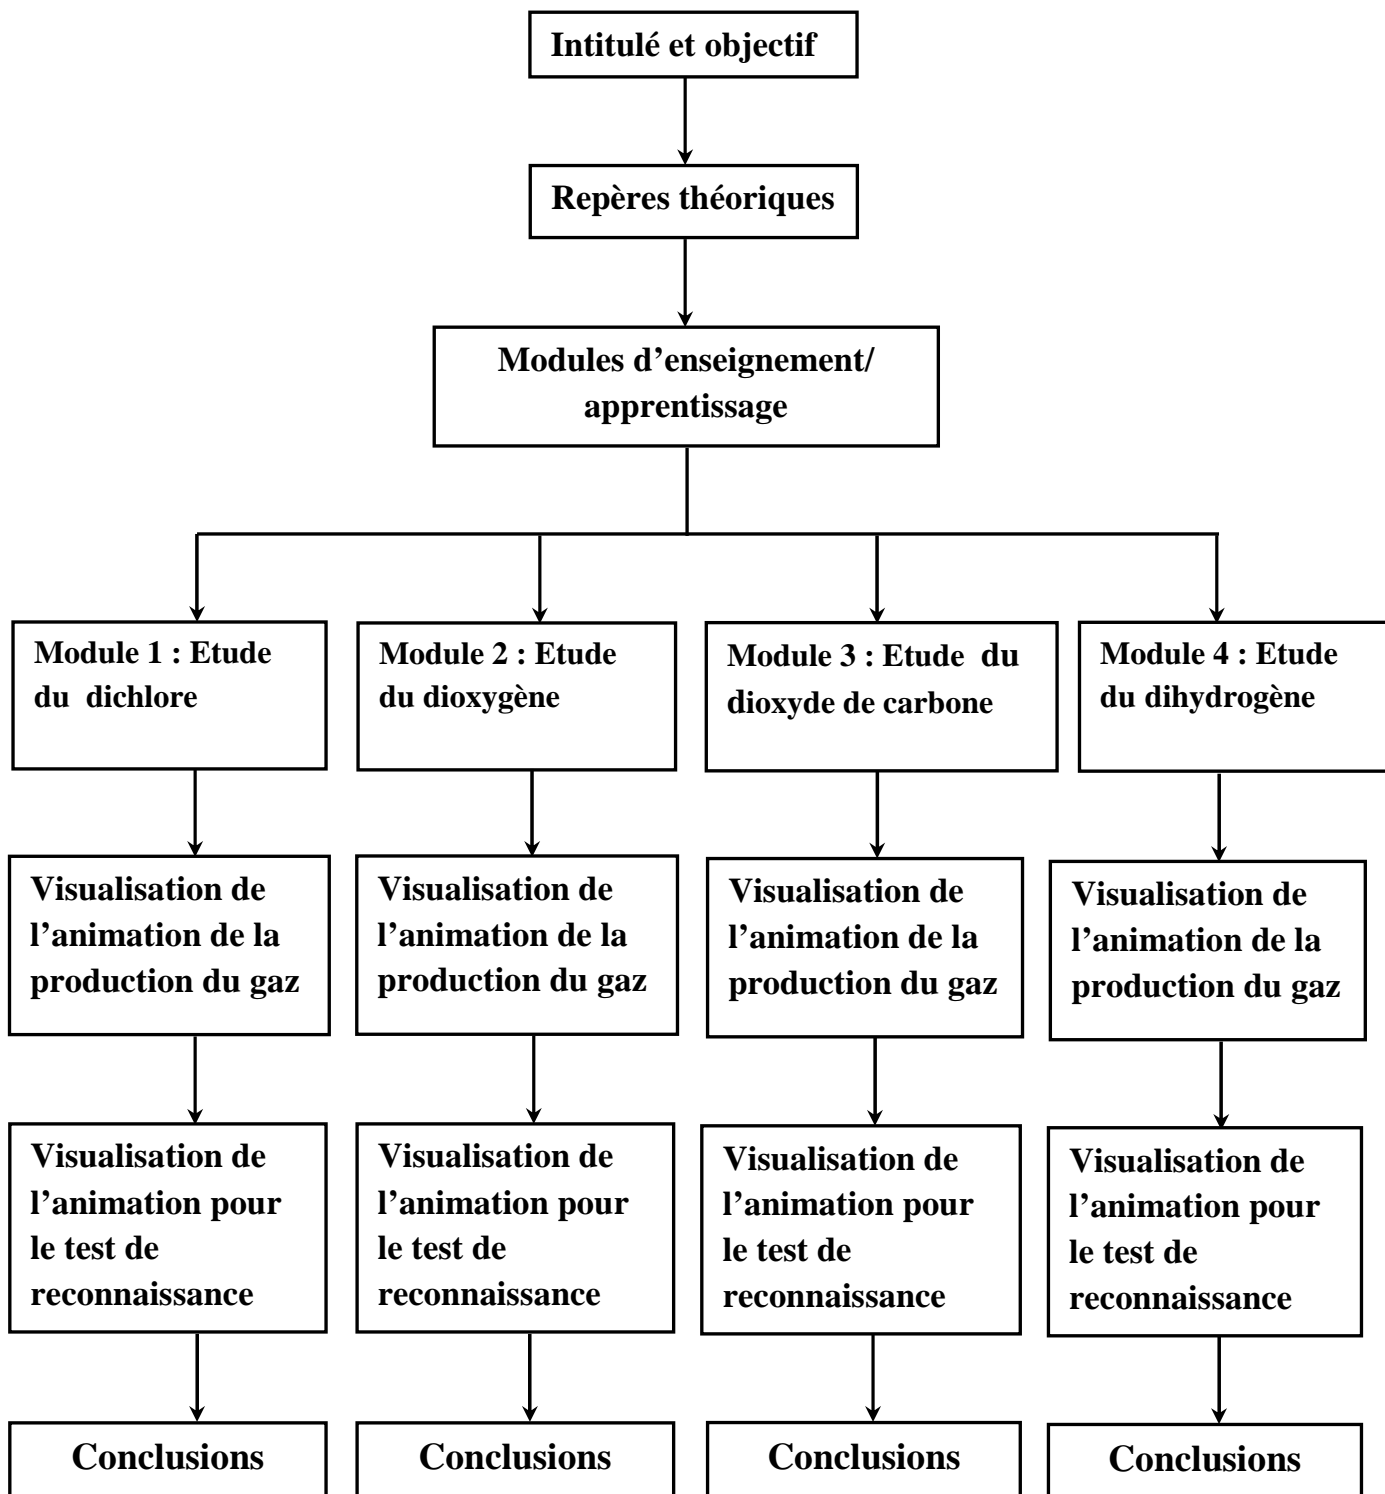 Intitulé et objectif
Repères théoriques
Modules d’enseignement/
apprentissage
Module 1 : Etude
du dichlore
Module 2 : Etude
du dioxygène
Module 3 : Etude du
dioxyde de carbone
Module 4 : Etude
du dihydrogène
Visualisation de
l’animation de la
production du gaz
Visualisation de
l’animation de la
production du gaz
Visualisation de
l’animation de la
production du gaz
Visualisation de
l’animation de la
production du gaz
Visualisation de
l’animation pour
le test de
reconnaissance
Visualisation de
l’animation pour
le test de
reconnaissance
Visualisation de
l’animation pour
le test de
reconnaissance
Visualisation de
l’animation pour
le test de
reconnaissance
Conclusions
Conclusions
Conclusions
Conclusions